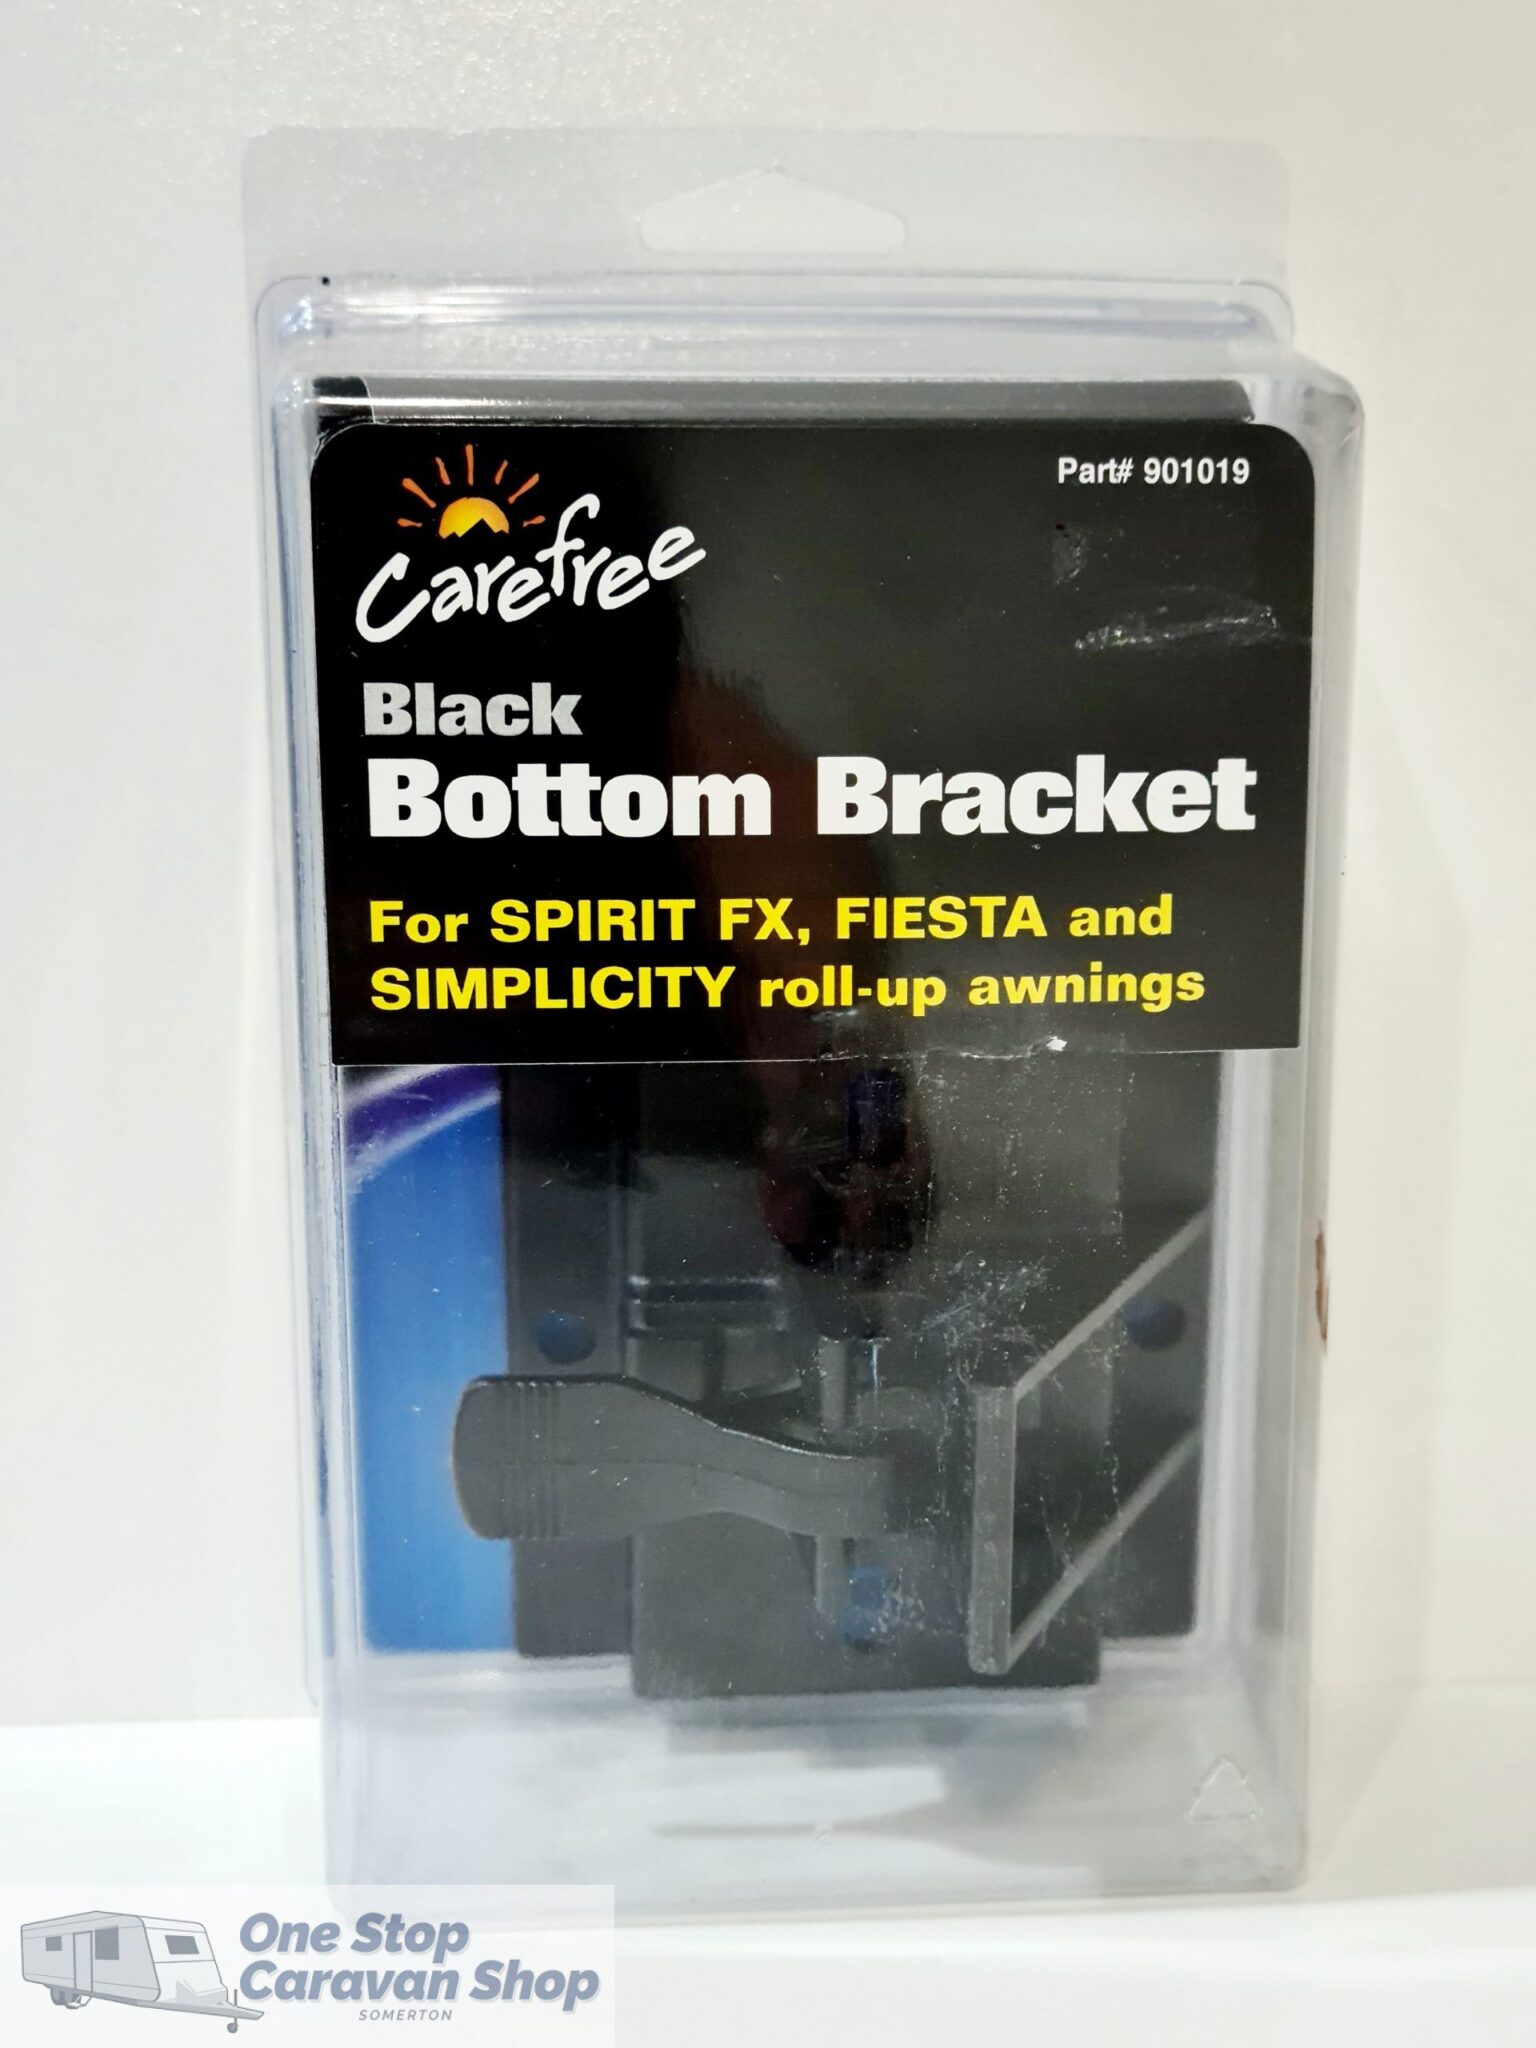 Carefree
Part# 901019
Black
Bottom Bracket
For SPIRIT FX, FIESTA and
SIMPLICITY roll-up awnings
One Stop
Caravan Shop
SOMERTON